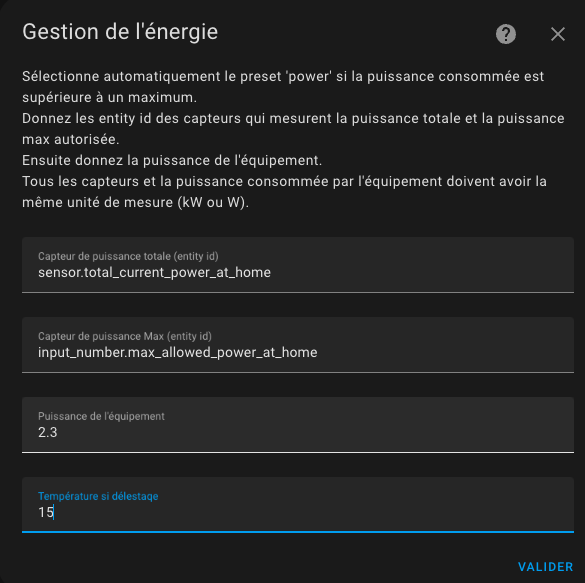 Gestion de l'énergie
Sélectionne automatiquement le preset 'power' si la puissance consommée est
supérieure à un maximum.
Donnez les entity id des capteurs qui mesurent la puissance totale et la puissance
max autorisée.
Ensuite donnez la puissance de l'équipement.
Tous les capteurs et la puissance consommée par l'équipement doivent avoir la
même unité de mesure (kW ou W).
Capteur de puissance totale (entity id)
sensor.total_current_power_at_home
Capteur de puissance Max (entity id)
input_number.max_allowed_power_at_home
Puissance de l'équipement
2.3
Température si délestage
15
VALIDER